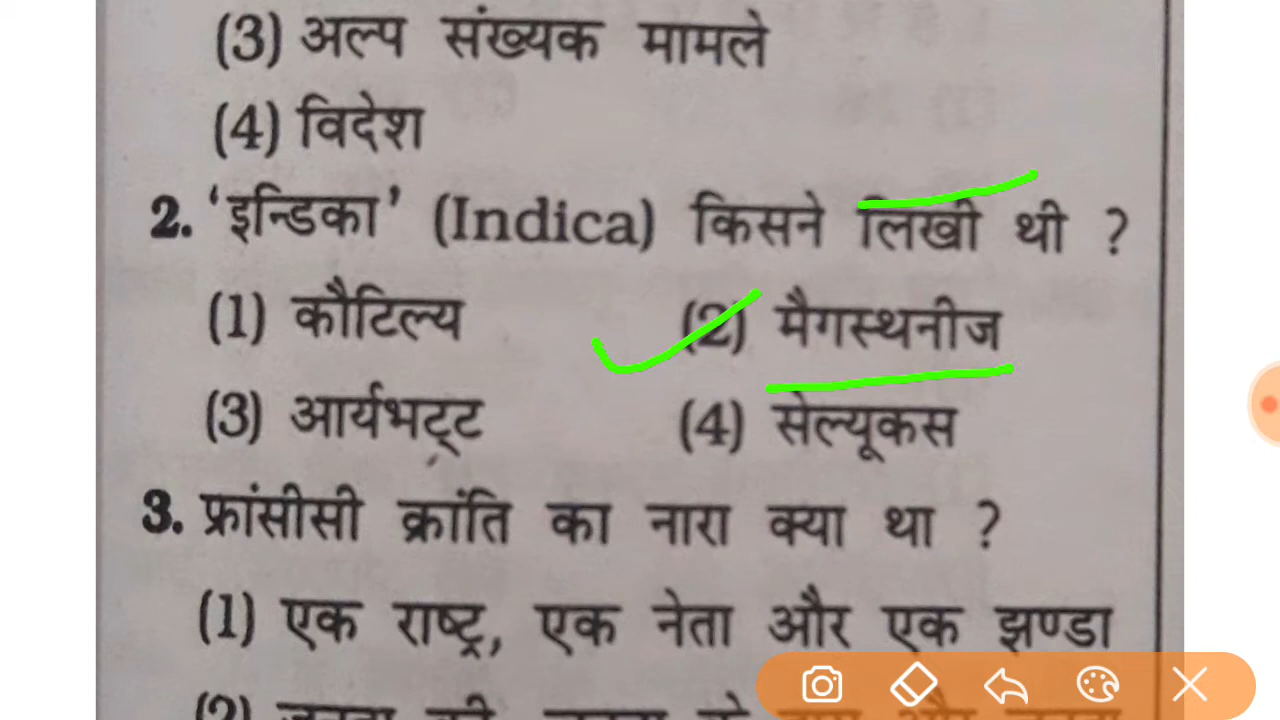 (3) अल्प संख्यक मामले
(4) विदेश
2. ‘इन्डिका’ (Indica) किसने लिखी थी ?
(1) कौटिल्य (2) मैगस्थनीज
(3) आर्यभट्ट (4) सेल्यूकस
3. फ्रांसीसी क्रांति का नारा क्या था ?
(1) एक राष्ट्र, एक नेता और एक झण्डा
(2)